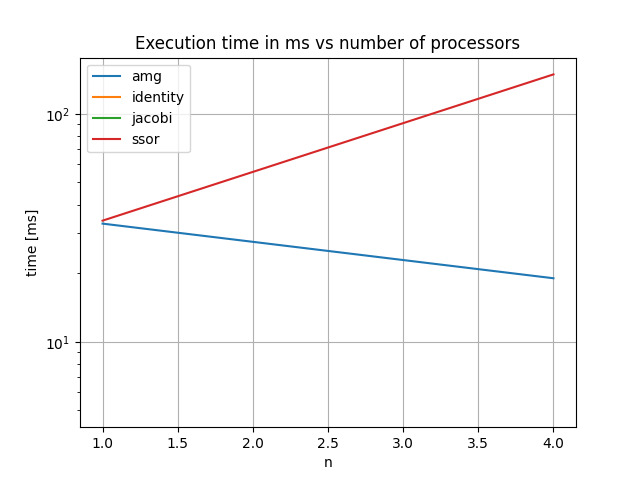 Execution time in ms vs number of processors
amg
identity
jacobi
ssor
10²
10¹
time [ms]
1.0 1.5 2.0 2.5 3.0 3.5 4.0
n